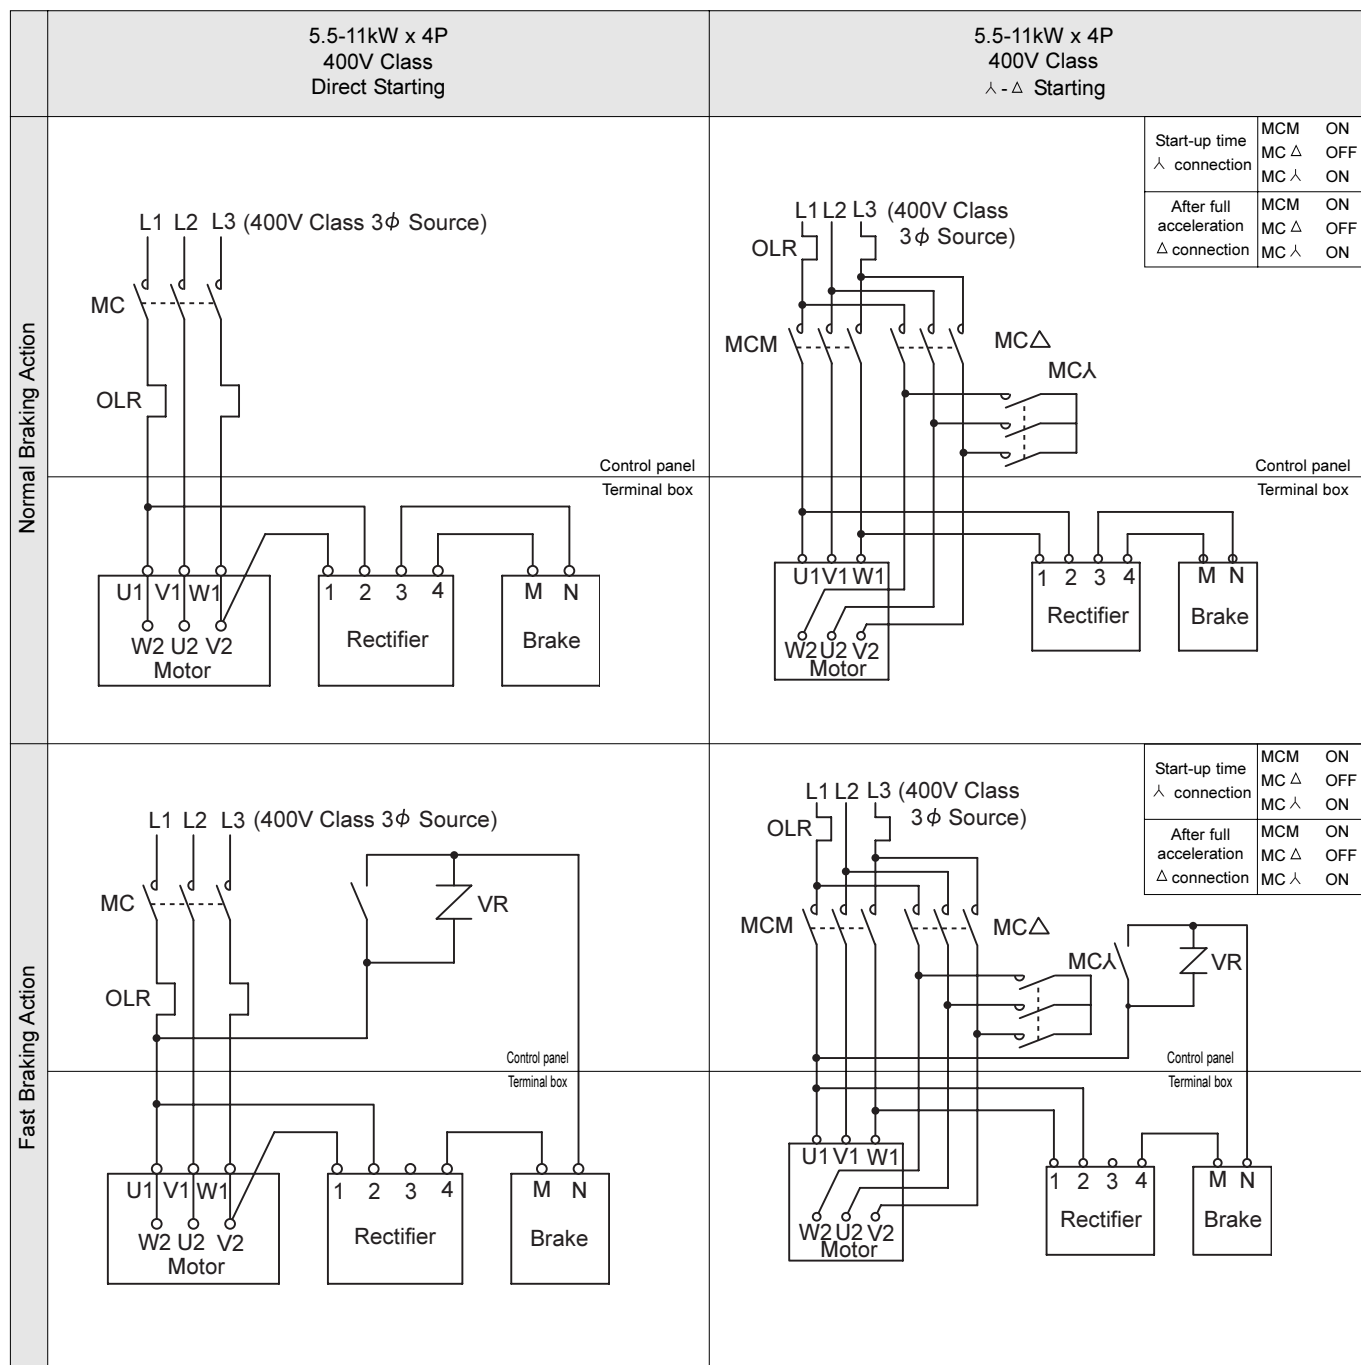 5.5-11kW x 4P
400V Class
Direct Starting
5.5-11kW x 4P
400V Class
⅄ - △ Starting
Normal Braking Action
L1 L2 L3 (400V Class 3ϕ Source)
MC
OLR
Control panel
Terminal box
U1 V1 W1
W2 U2 V2
Motor
1 2 3 4
Rectifier
M N
Brake
Start-up time
⅄ connection
MCM ON
MC △ OFF
MC ⅄ ON
After full
acceleration
△ connection
MCM ON
MC △ OFF
MC ⅄ ON
L1 L2 L3 (400V Class
3ϕ Source)
OLR
MCM
MC△
MC⅄
Control panel
Terminal box
U1 V1 W1
W2 U2 V2
Motor
1 2 3 4
Rectifier
M N
Brake
Fast Braking Action
L1 L2 L3 (400V Class 3ϕ Source)
MC
VR
OLR
Control panel
Terminal box
U1 V1 W1
W2 U2 V2
Motor
1 2 3 4
Rectifier
M N
Brake
Start-up time
⅄ connection
MCM ON
MC △ OFF
MC ⅄ ON
After full
acceleration
△ connection
MCM ON
MC △ OFF
MC ⅄ ON
L1 L2 L3 (400V Class
3ϕ Source)
OLR
MCM
MC△
MC⅄
VR
Control panel
Terminal box
U1 V1 W1
W2 U2 V2
Motor
1 2 3 4
Rectifier
M N
Brake